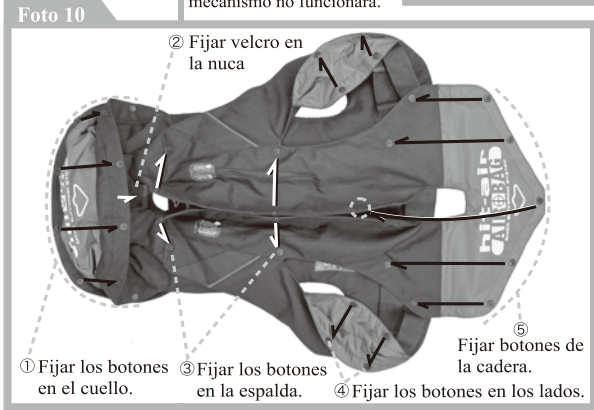 mecanismo no funcionará.
Foto 10
② Fijar velcro en
la nuca
hit-air
AIRBAG
① Fijar los botones
en el cuello.
③ Fijar los botones
en la espalda.
④ Fijar los botones en los lados.
⑤
Fijar botones de
la cadera.